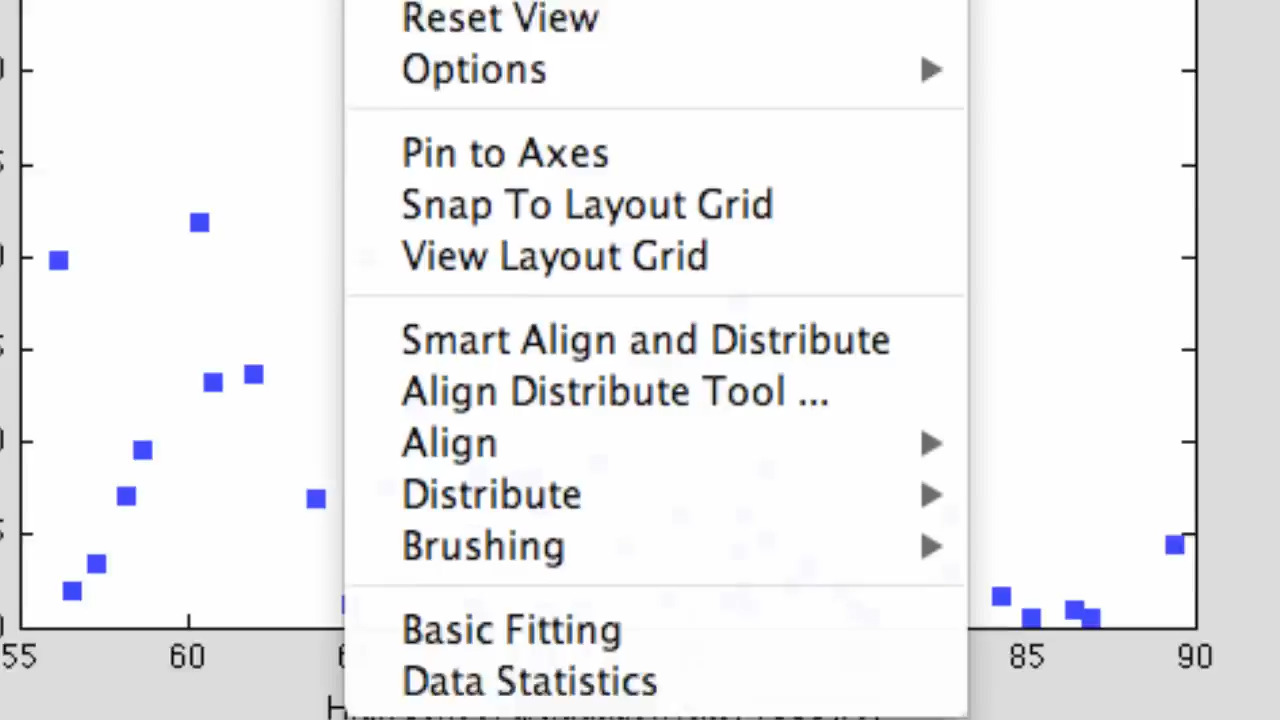 Reset View
Options
Pin to Axes
Snap To Layout Grid
View Layout Grid
Smart Align and Distribute
Align Distribute Tool ...
Align
Distribute
Brushing
Basic Fitting
Data Statistics
55 60 85 90